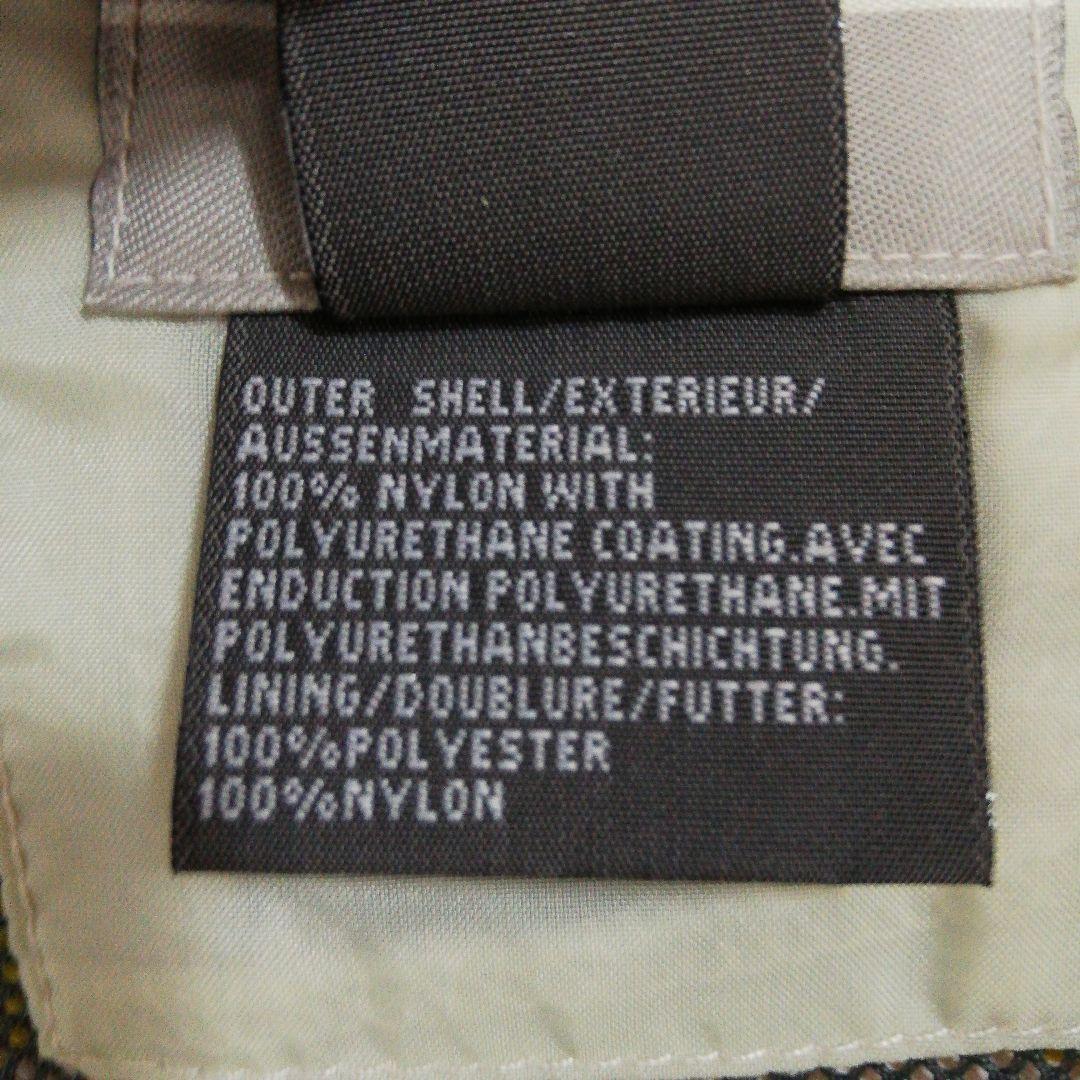 OUTER SHELL/EXTERIEUR/
AUSSENMATERIAL:
100% NYLON WITH
POLYURETHANE COATING.AVEC
ENDUCTION POLYURETHANE.MIT
POLYURETHANBESCHICHTUNG.
LINING/DOUBLURE/FUTTER:
100%POLYESTER
100%NYLON